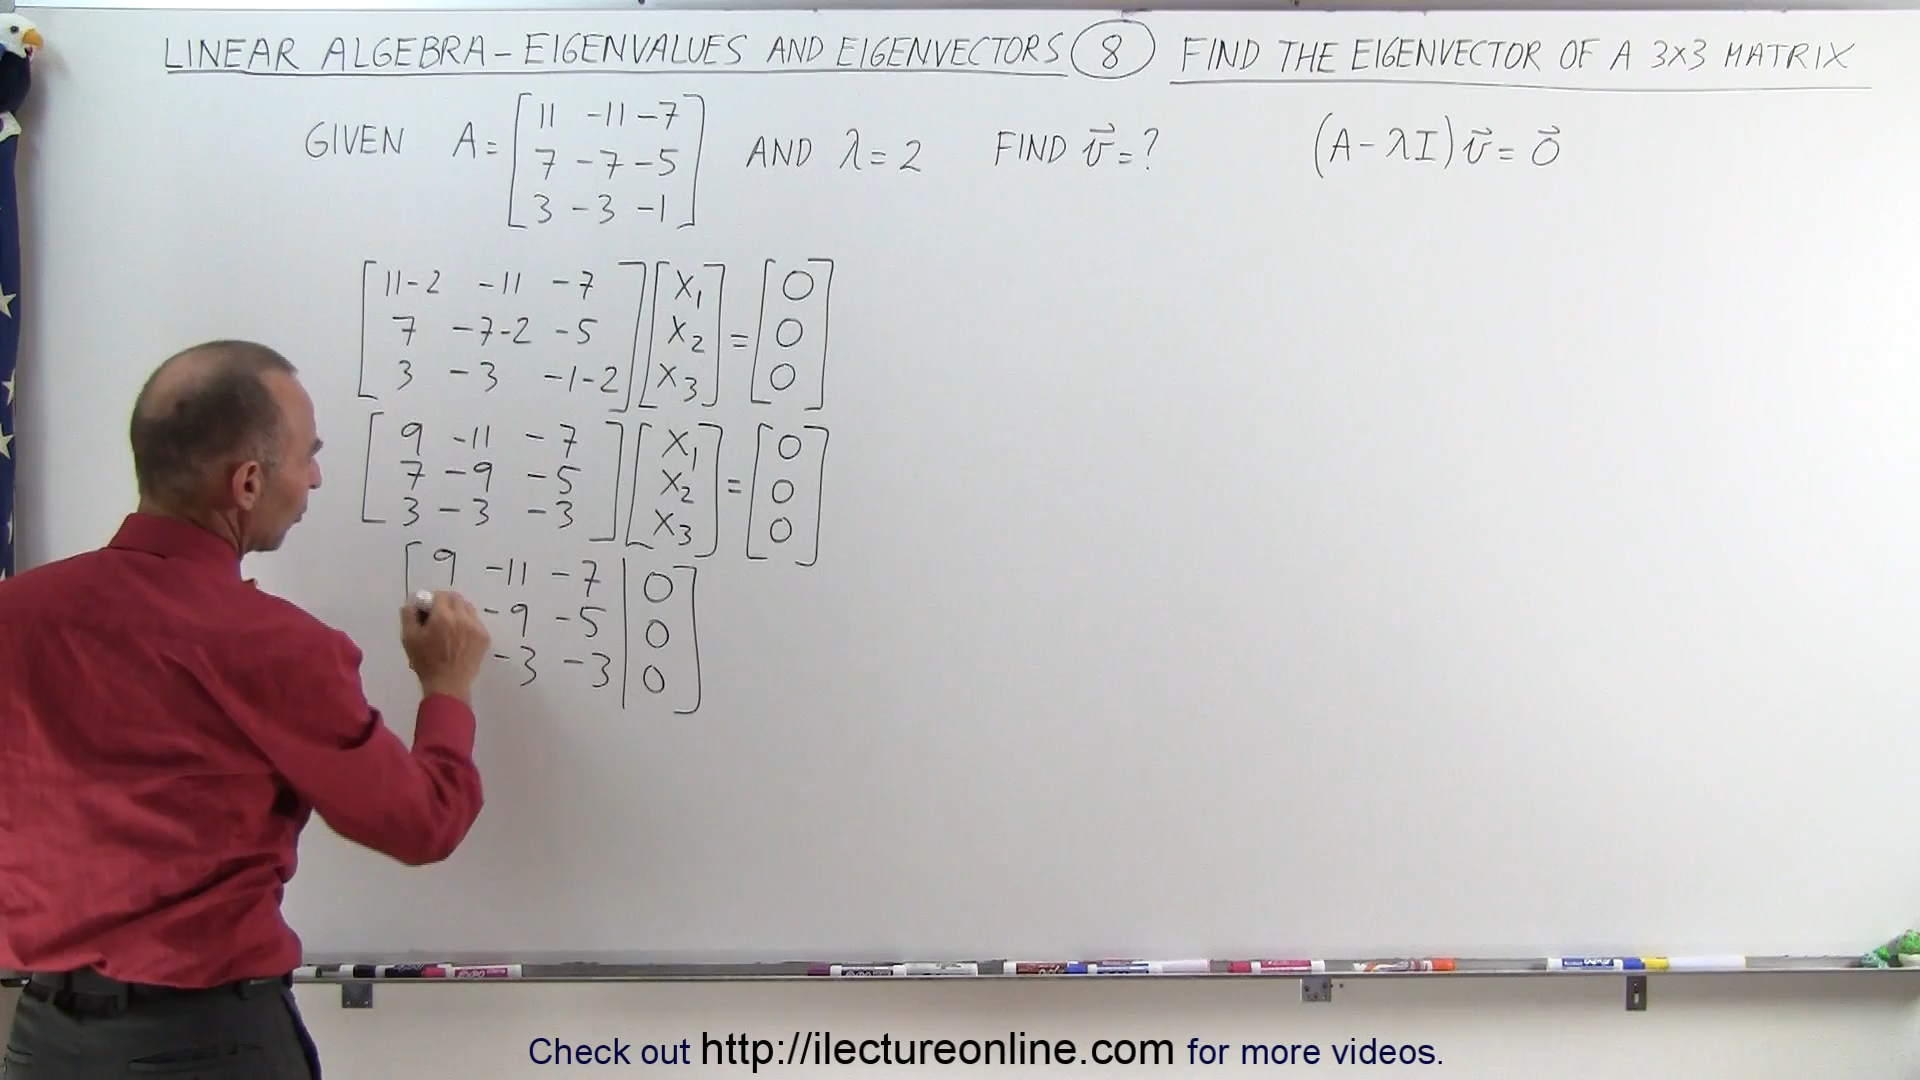 LINEAR ALGEBRA - EIGENVALUES AND EIGENVECTORS 8 FIND THE EIGENVECTOR OF A 3X3 MATRIX
GIVEN A = [11 -11 -7 AND λ = 2 FIND v⃗ = ? (A - λI) v⃗ = 0⃗
7 -7 -5
3 -3 -1]
[11-2 -11 -7] [x₁] [0]
7 -7-2 -5 x₂ = 0
3 -3 -1-2 x₃ 0
[9 -11 -7] [x₁] [0]
7 -9 -5 x₂ = 0
3 -3 -3 x₃ 0
[9 -11 -7 | 0]
-9 -5 | 0
-3 -3 | 0
Check out http://ilectureonline.com for more videos.